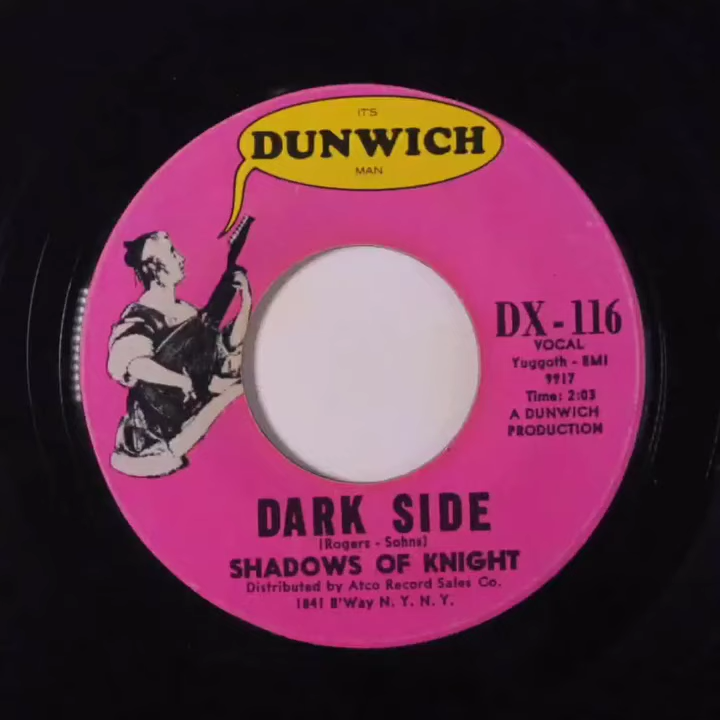 IT'S
DUNWICH
MAN
DX-116
VOCAL
Yuggoth - BMI
9917
Time: 2:03
A DUNWICH
PRODUCTION
DARK SIDE
(Rogers - Sohns)
SHADOWS OF KNIGHT
Distributed by Atco Record Sales Co.
1841 B'Way N. Y. N. Y.